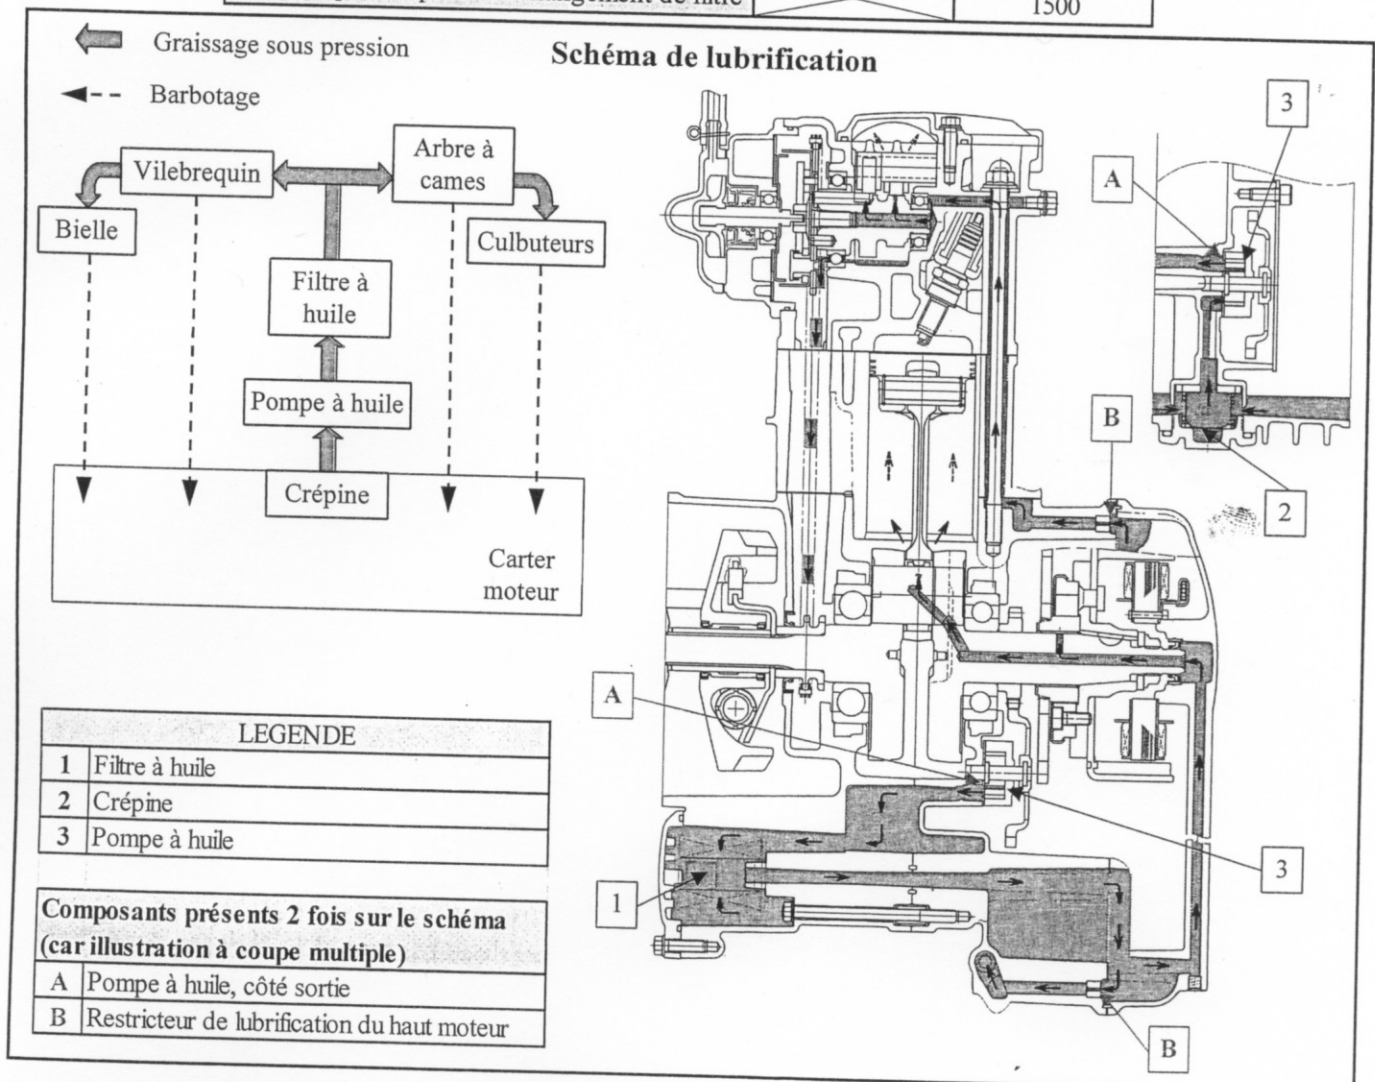 de filtre
1500
Graissage sous pression
Schéma de lubrification
Barbotage
3
A
Vilebrequin
Arbre à
cames
Bielle
Culbuteurs
Filtre à
huile
Pompe à huile
B
Crépine
2
Carter
moteur
A
LEGENDE
1 Filtre à huile
2 Crépine
3 Pompe à huile
3
1
Composants présents 2 fois sur le schéma
(car illustration à coupe multiple)
A Pompe à huile, côté sortie
B Restricteur de lubrification du haut moteur
B